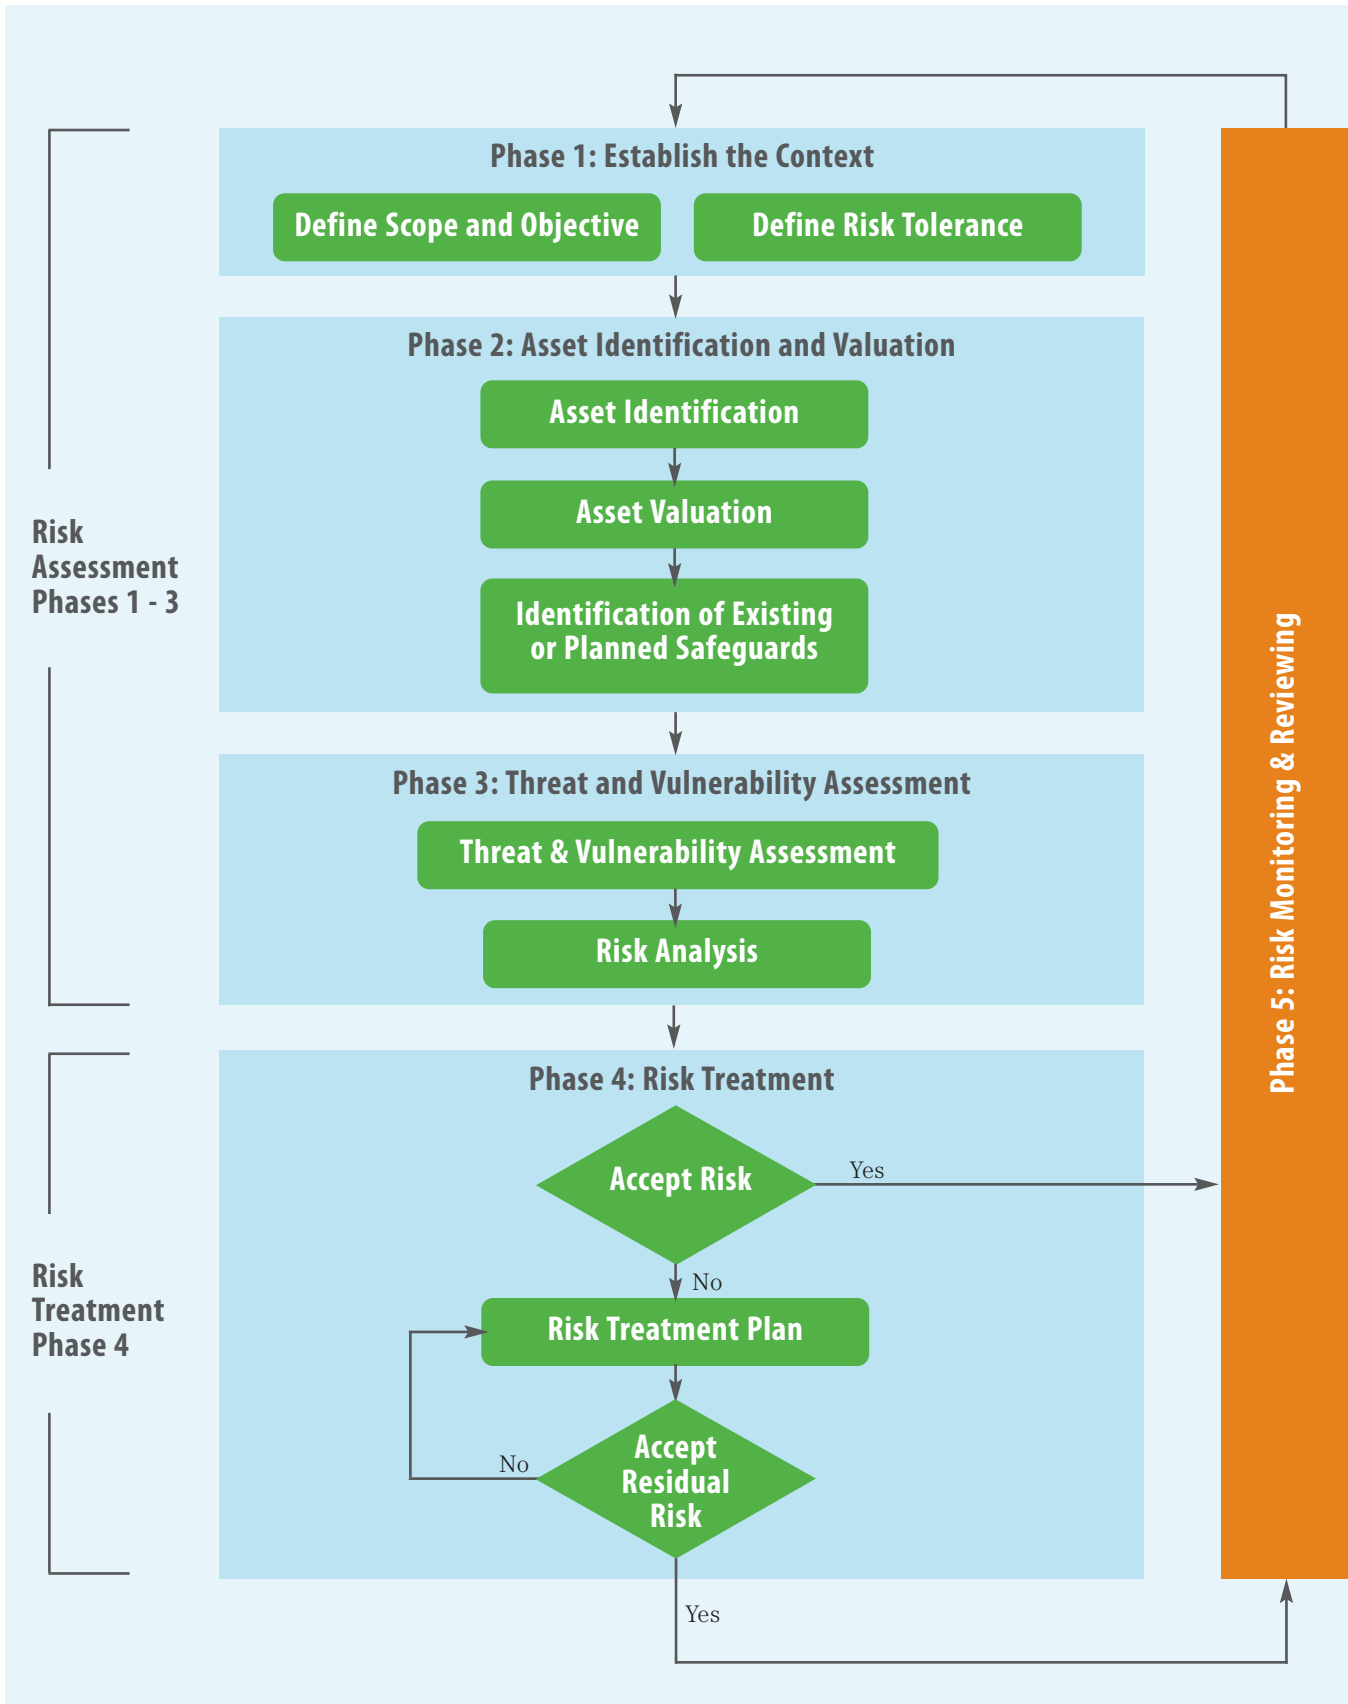 Phase 1: Establish the Context
Define Scope and Objective
Define Risk Tolerance
Phase 2: Asset Identification and Valuation
Asset Identification
Asset Valuation
Identification of Existing
or Planned Safeguards
Risk
Assessment
Phases 1 - 3
Phase 3: Threat and Vulnerability Assessment
Threat & Vulnerability Assessment
Risk Analysis
Phase 4: Risk Treatment
Accept Risk
Yes
No
Risk Treatment Plan
Risk
Treatment
Phase 4
Accept
Residual
Risk
No
Yes
Phase 5: Risk Monitoring & Reviewing